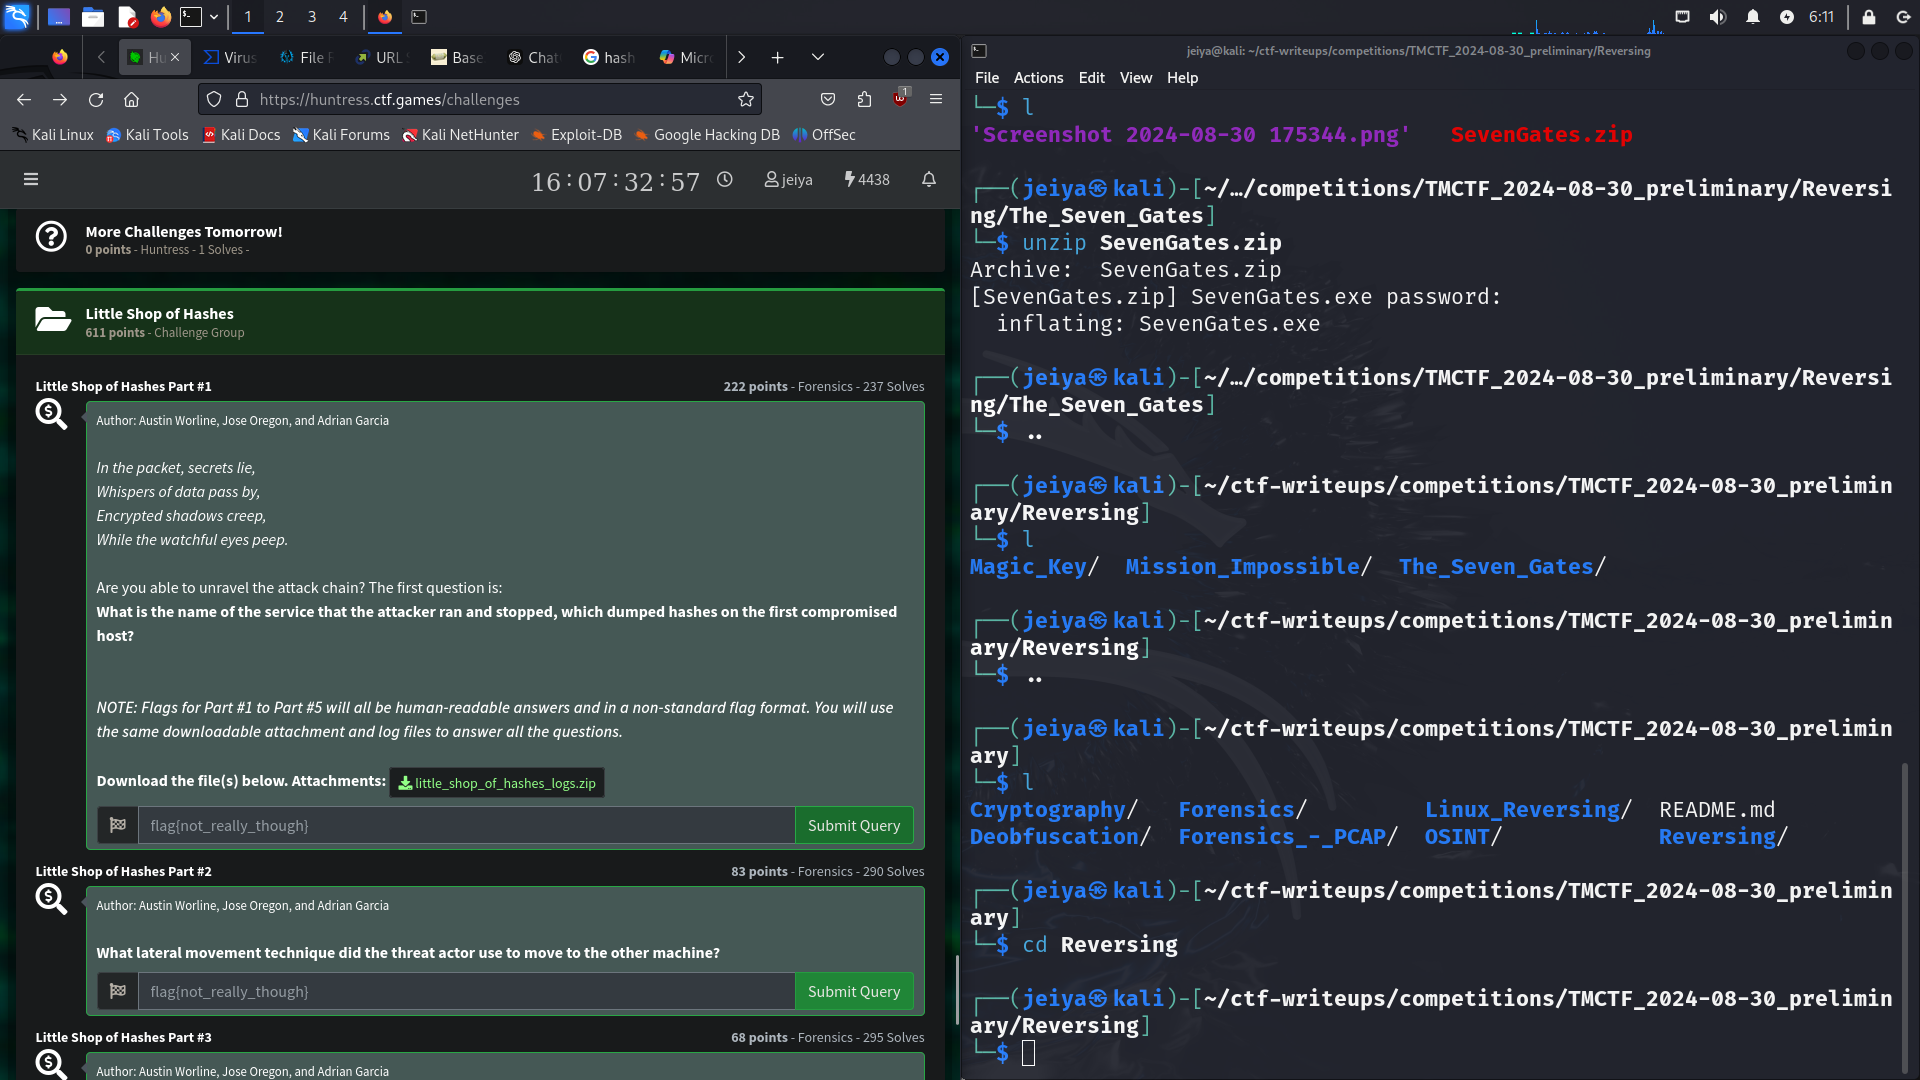 1 2 3 4 6:11
Hu Virus File F URL Base Chat hash Micro
https://huntress.ctf.games/challenges 1
Kali Linux Kali Tools Kali Docs Kali Forums Kali NetHunter Exploit-DB Google Hacking DB OffSec
16:07:32:57 jeiya 4438
More Challenges Tomorrow!
0 points - Huntress - 1 Solves -
Little Shop of Hashes
611 points - Challenge Group
Little Shop of Hashes Part #1 222 points - Forensics - 237 Solves
Author: Austin Worline, Jose Oregon, and Adrian Garcia
In the packet, secrets lie,
Whispers of data pass by,
Encrypted shadows creep,
While the watchful eyes peep.
Are you able to unravel the attack chain? The first question is:
What is the name of the service that the attacker ran and stopped, which dumped hashes on the first compromised
host?
NOTE: Flags for Part #1 to Part #5 will all be human-readable answers and in a non-standard flag format. You will use
the same downloadable attachment and log files to answer all the questions.
Download the file(s) below. Attachments: little_shop_of_hashes_logs.zip
flag{not_really_though} Submit Query
Little Shop of Hashes Part #2 83 points - Forensics - 290 Solves
Author: Austin Worline, Jose Oregon, and Adrian Garcia
What lateral movement technique did the threat actor use to move to the other machine?
flag{not_really_though} Submit Query
Little Shop of Hashes Part #3 68 points - Forensics - 295 Solves
Author: Austin Worline, Jose Oregon, and Adrian Garcia
jeiya@kali: ~/ctf-writeups/competitions/TMCTF_2024-08-30_preliminary/Reversing
File Actions Edit View Help
└─$ l
'Screenshot 2024-08-30 175344.png' SevenGates.zip
┌──(jeiya㉿kali)-[~/…/competitions/TMCTF_2024-08-30_preliminary/Reversi
ng/The_Seven_Gates]
└─$ unzip SevenGates.zip
Archive:  SevenGates.zip
[SevenGates.zip] SevenGates.exe password:
  inflating: SevenGates.exe
┌──(jeiya㉿kali)-[~/…/competitions/TMCTF_2024-08-30_preliminary/Reversi
ng/The_Seven_Gates]
└─$ ..
┌──(jeiya㉿kali)-[~/ctf-writeups/competitions/TMCTF_2024-08-30_prelimin
ary/Reversing]
└─$ l
Magic_Key/ Mission_Impossible/ The_Seven_Gates/
┌──(jeiya㉿kali)-[~/ctf-writeups/competitions/TMCTF_2024-08-30_prelimin
ary/Reversing]
└─$ ..
┌──(jeiya㉿kali)-[~/ctf-writeups/competitions/TMCTF_2024-08-30_prelimin
ary]
└─$ l
Cryptography/ Forensics/ Linux_Reversing/ README.md
Deobfuscation/ Forensics_-_PCAP/ OSINT/ Reversing/
┌──(jeiya㉿kali)-[~/ctf-writeups/competitions/TMCTF_2024-08-30_prelimin
ary]
└─$ cd Reversing
┌──(jeiya㉿kali)-[~/ctf-writeups/competitions/TMCTF_2024-08-30_prelimin
ary/Reversing]
└─$